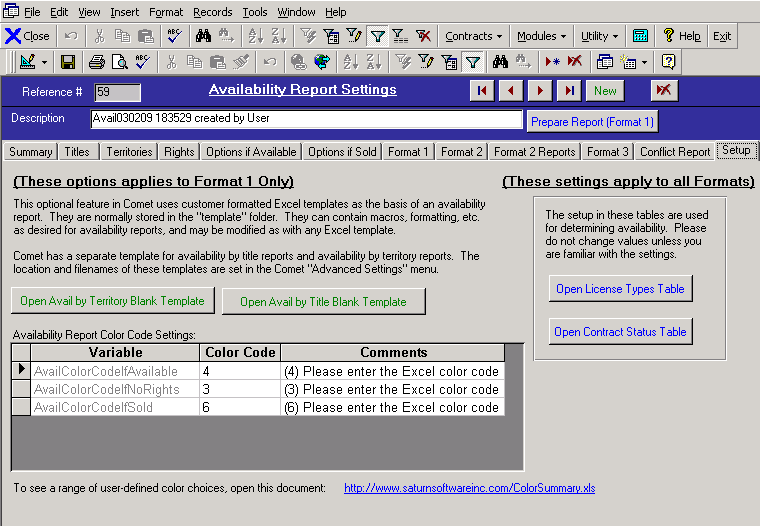 File Edit View Insert Format Records Tools Window Help
Close Contracts Modules Utility Help Exit
Reference # 59 Availability Report Settings New
Description Avail030209 183529 created by User Prepare Report (Format 1)
Summary Titles Territories Rights Options if Available Options if Sold Format 1 Format 2 Format 2 Reports Format 3 Conflict Report Setup
(These options applies to Format 1 Only)
This optional feature in Comet uses customer formatted Excel templates as the basis of an availability
report. They are normally stored in the "template" folder. They can contain macros, formatting, etc.
as desired for availability reports, and may be modified as with any Excel template.
Comet has a separate template for availability by title reports and availability by territory reports. The
location and filenames of these templates are set in the Comet "Advanced Settings" menu.
Open Avail by Territory Blank Template Open Avail by Title Blank Template
(These settings apply to all Formats)
The setup in these tables are used
for determining availability. Please
do not change values unless you
are familiar with the settings.
Open License Types Table
Open Contract Status Table
Availability Report Color Code Settings:
Variable Color Code Comments
AvailColorCodeIfAvailable 4 (4) Please enter the Excel color code
AvailColorCodeIfNoRights 3 (3) Please enter the Excel color code
AvailColorCodeIfSold 6 (6) Please enter the Excel color code
To see a range of user-defined color choices, open this document: http://www.saturnsoftwareinc.com/ColorSummary.xls